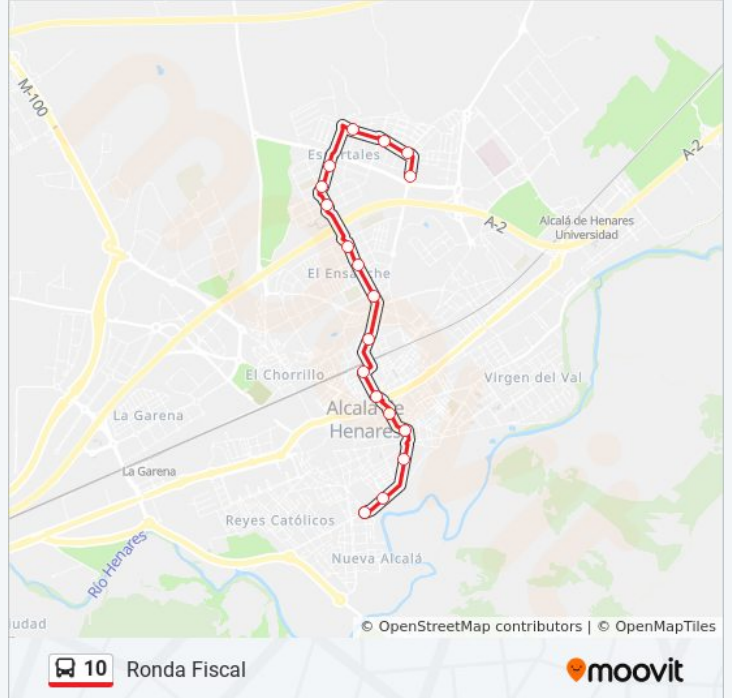 M-100
Espartales
A-2
A-2
Alcalá de Henares
Universidad
El Ensanche
El Chorrillo
Virgen del Val
La Garena
Alcalá de
Henares
La Garena
Reyes Católicos
Nueva Alcalá
Río Henares
iudad
© OpenStreetMap contributors | © OpenMapTiles
10 Ronda Fiscal
moovit